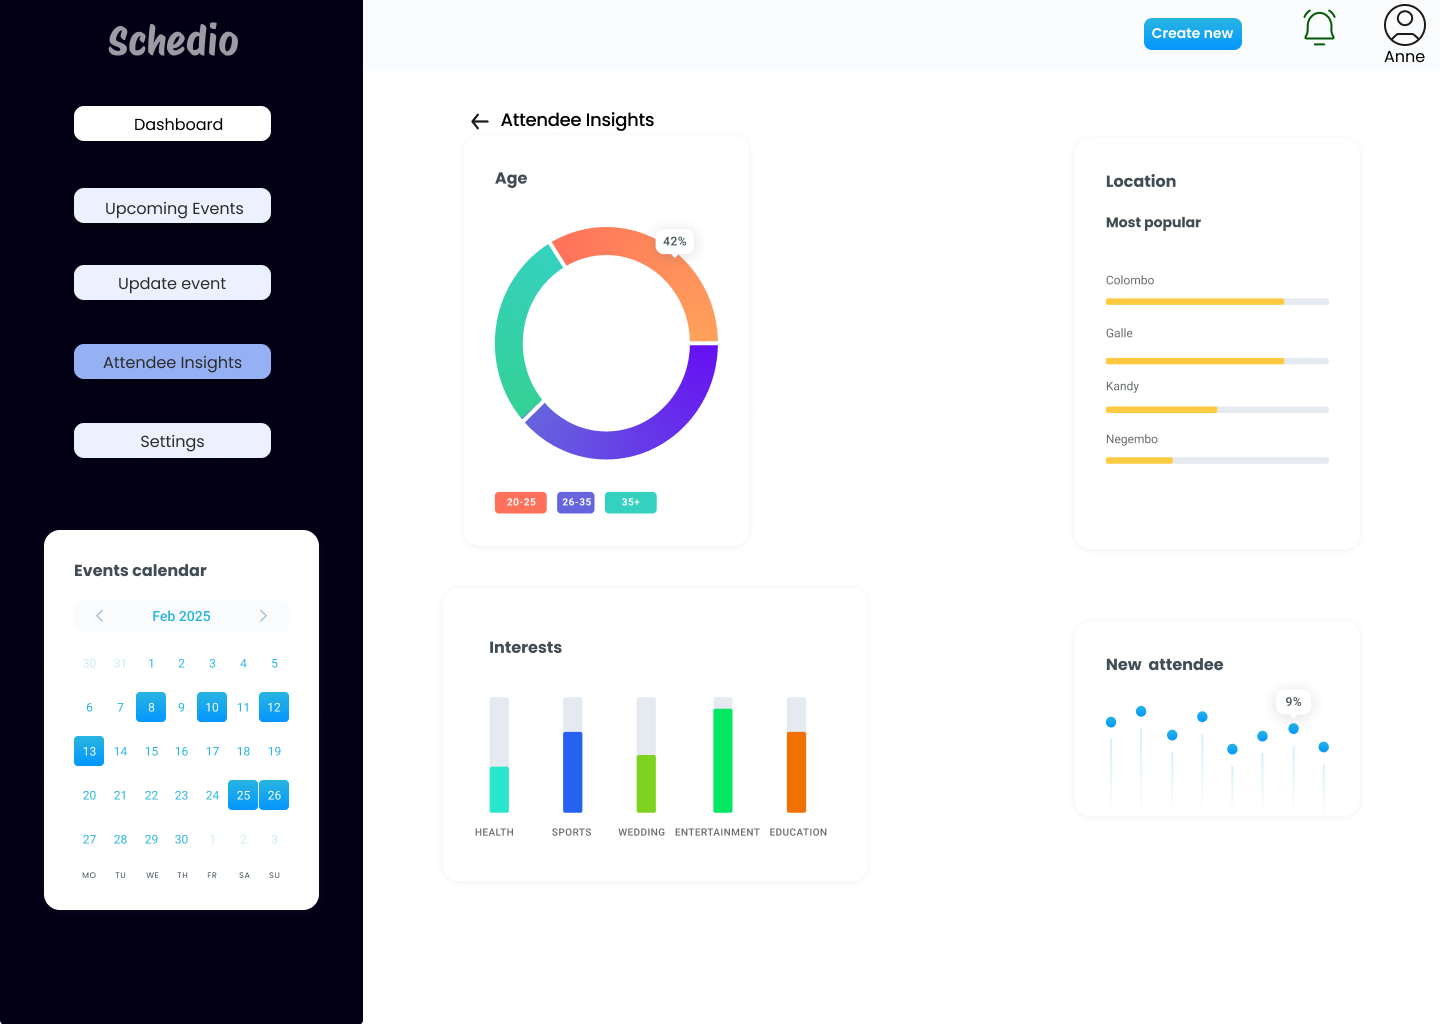 Schedio
Dashboard
Upcoming Events
Update event
Attendee Insights
Settings
Events calendar
Feb 2025
30 31 1 2 3 4 5
6 7 8 9 10 11 12
13 14 15 16 17 18 19
20 21 22 23 24 25 26
27 28 29 30 1 2 3
MO TU WE TH FR SA SU
Create new
Anne
Attendee Insights
Age
42%
20-25 26-35 35+
Location
Most popular
Colombo
Galle
Kandy
Negembo
Interests
HEALTH SPORTS WEDDING ENTERTAINMENT EDUCATION
New attendee
9%